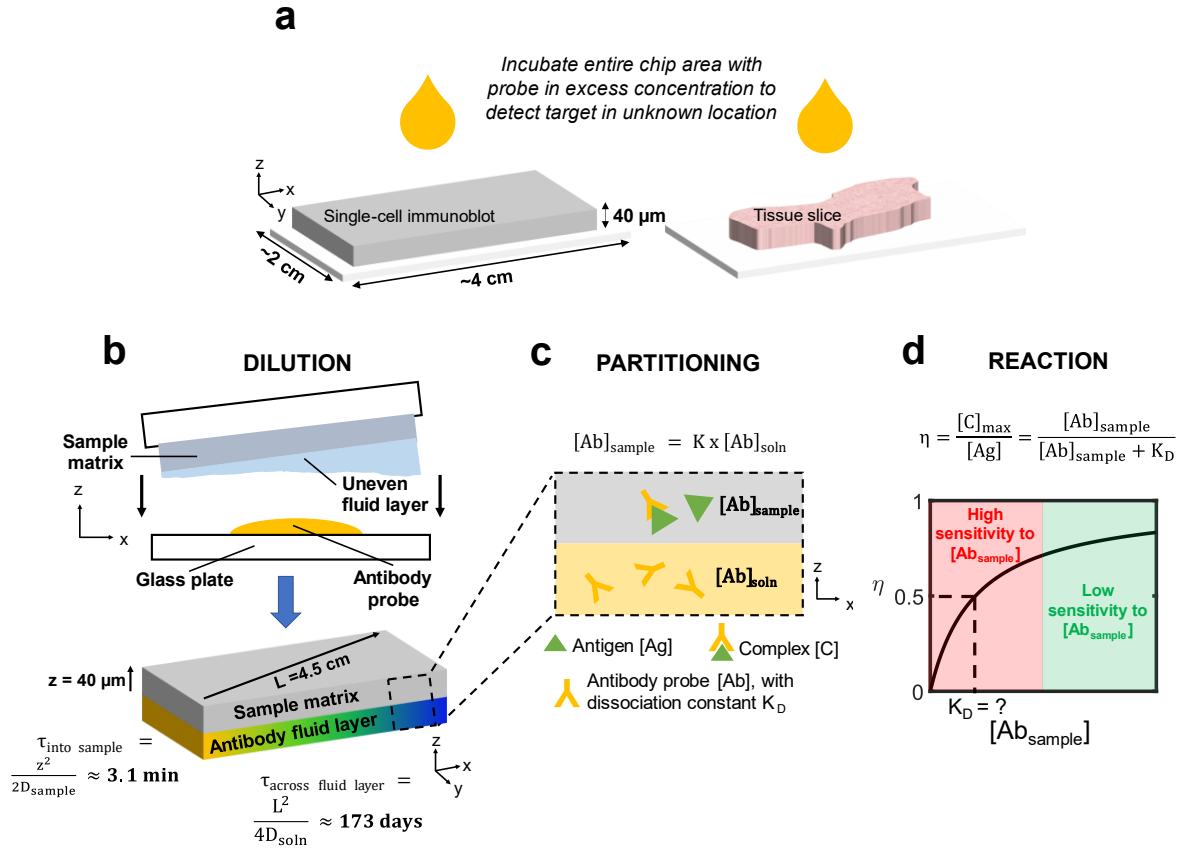 a
Incubate entire chip area with
probe in excess concentration to
detect target in unknown location
z
x
y
Single-cell immunoblot
40 µm
~2 cm
~4 cm
Tissue slice
b
DILUTION
Sample
matrix
Uneven
fluid layer
z
x
Glass plate
Antibody
probe
z = 40 µm
L =4.5 cm
Sample matrix
Antibody fluid layer
τinto sample =
z²
2Dsample
≈ 3.1 min
z
x
y
τacross fluid layer =
L²
4Dsoln
≈ 173 days
c
PARTITIONING
[Ab]sample = K x [Ab]soln
[Ab]sample
[Ab]soln
z
x
Antigen [Ag]
Complex [C]
Antibody probe [Ab], with
dissociation constant KD
d
REACTION
η = [C]max / [Ag] = [Ab]sample / [Ab]sample + KD
1
High
sensitivity to
[Absample]
η
0.5
Low
sensitivity to
[Absample]
0
KD = ?
[Absample]